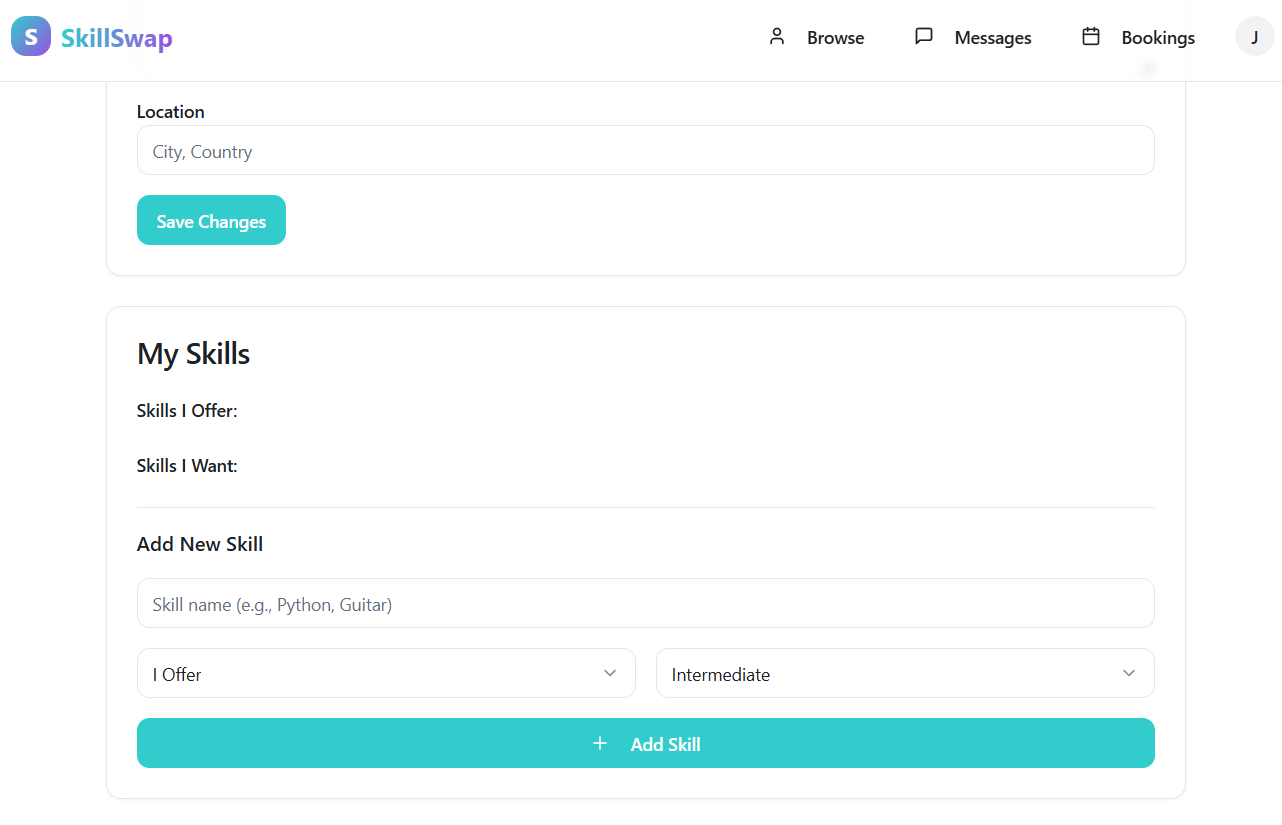 S SkillSwap Browse Messages Bookings J
Location
City, Country
Save Changes
My Skills
Skills I Offer:
Skills I Want:
Add New Skill
Skill name (e.g., Python, Guitar)
I Offer Intermediate
+ Add Skill